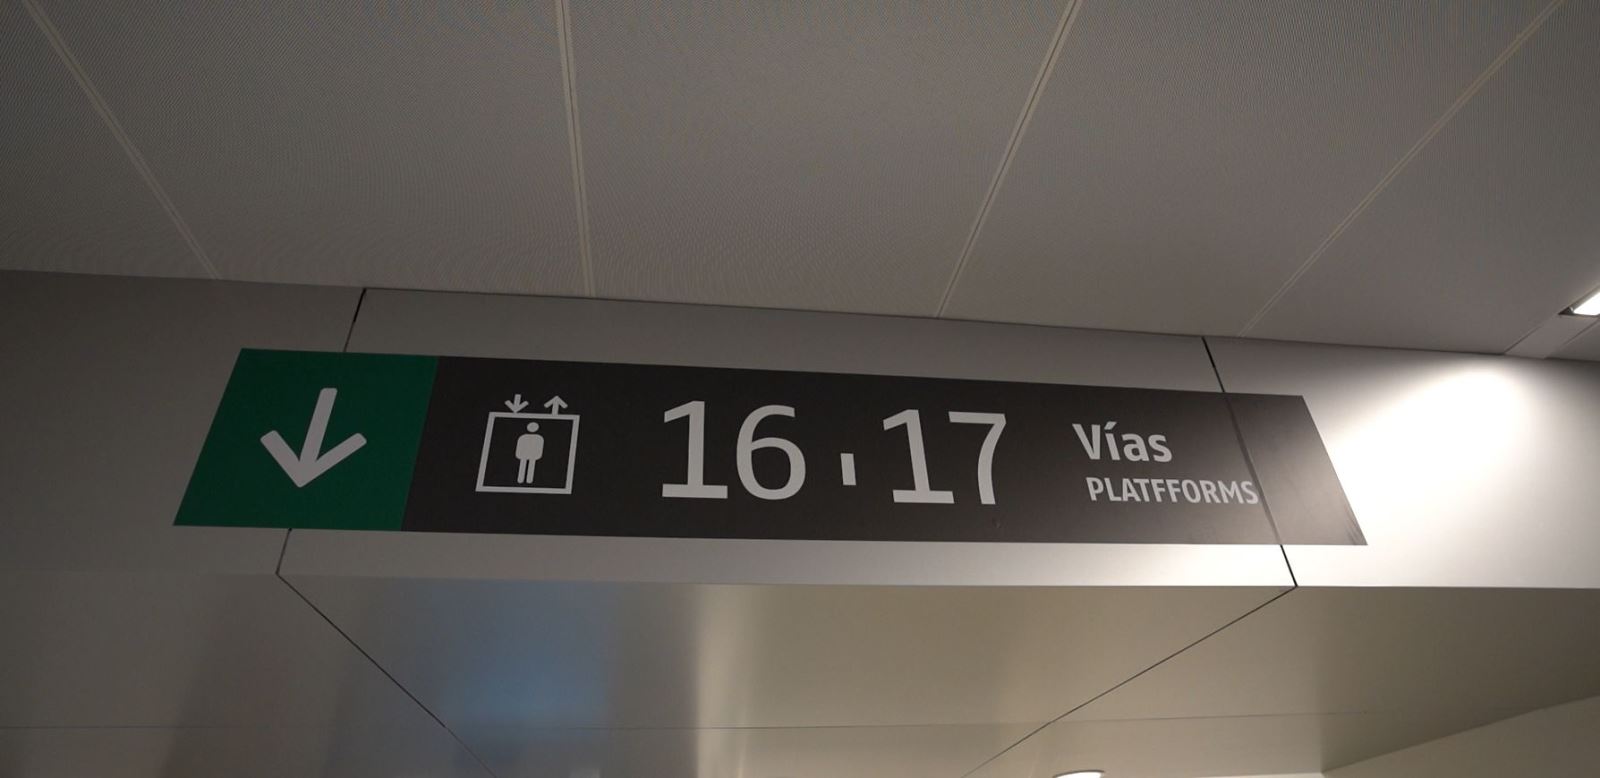 16 ı 17 Vías
PLATFFORMS